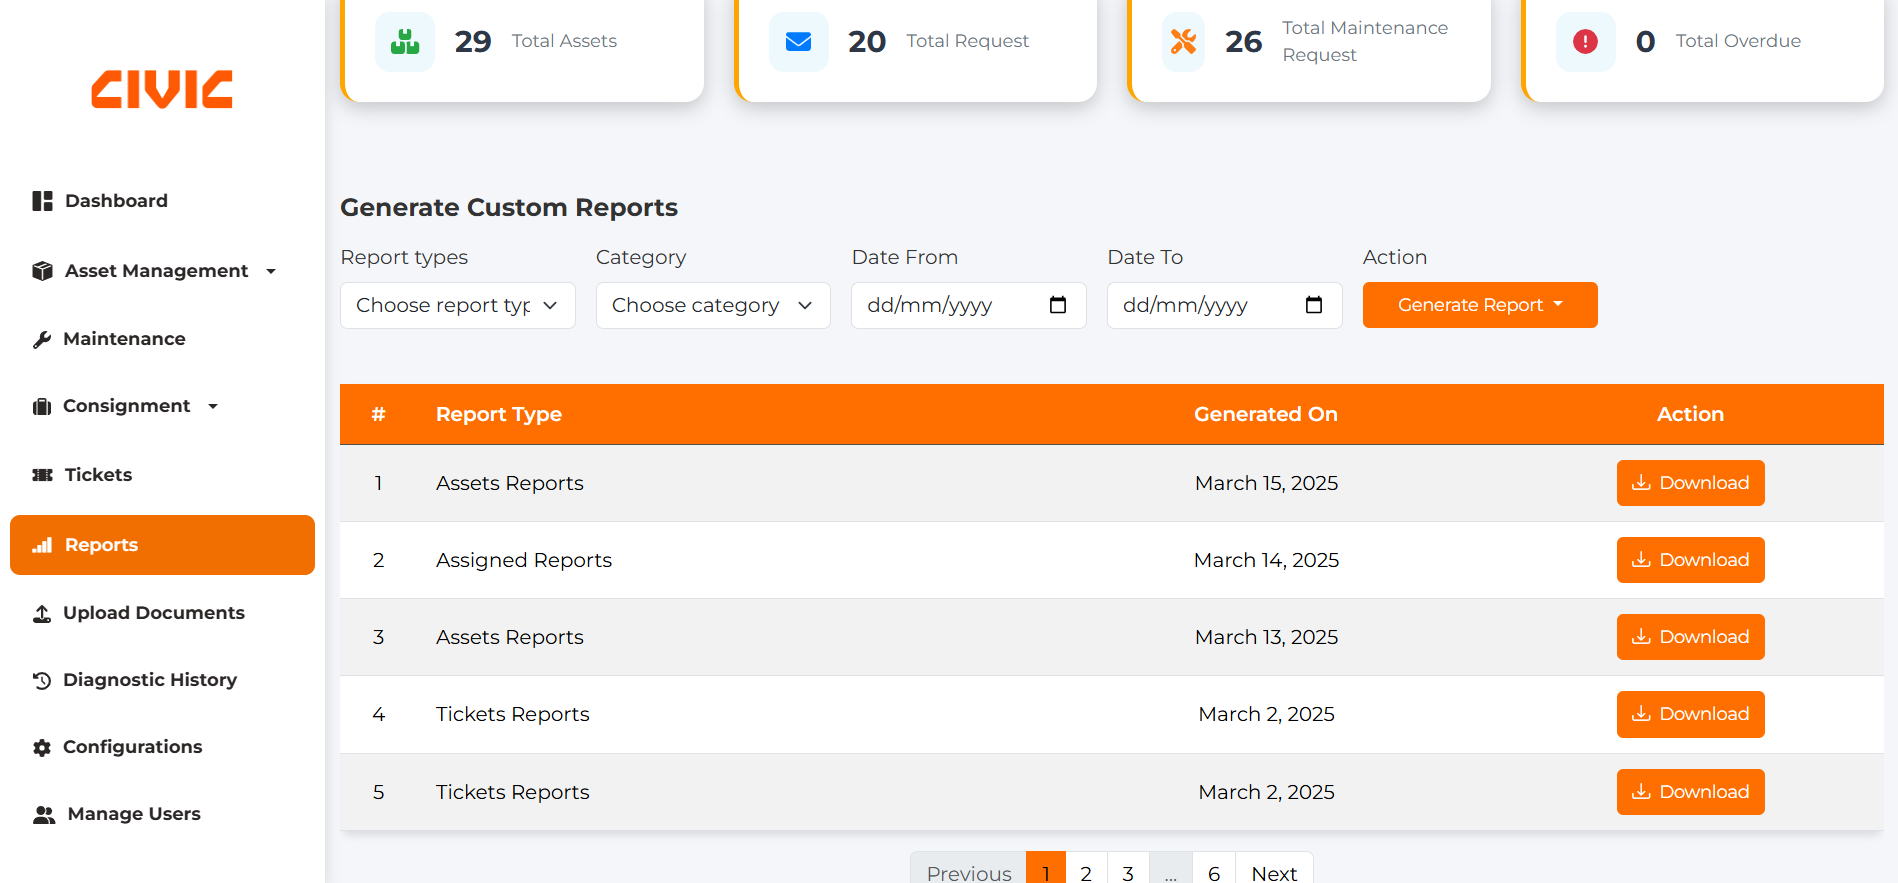 29 Total Assets
20 Total Request
26 Total Maintenance
Request
0 Total Overdue
CIVIC
Dashboard
Asset Management
Maintenance
Consignment
Tickets
Reports
Upload Documents
Diagnostic History
Configurations
Manage Users
Generate Custom Reports
Report types Category Date From Date To Action
Choose report typ Choose category dd/mm/yyyy dd/mm/yyyy Generate Report
# Report Type Generated On Action
1 Assets Reports March 15, 2025 Download
2 Assigned Reports March 14, 2025 Download
3 Assets Reports March 13, 2025 Download
4 Tickets Reports March 2, 2025 Download
5 Tickets Reports March 2, 2025 Download
Previous 1 2 3 ... 6 Next